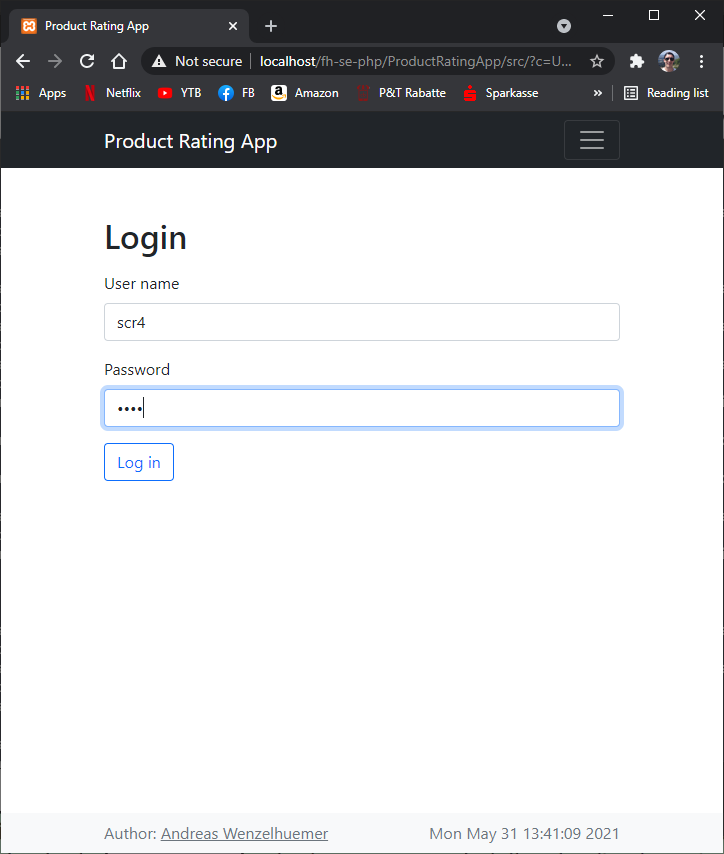 Product Rating App
Not secure | localhost/fh-se-php/ProductRatingApp/src/?c=U...
Apps Netflix YTB FB Amazon P&T Rabatte Sparkasse » Reading list
Product Rating App
Login
User name
scr4
Password
••••
Log in
Author: Andreas Wenzelhuemer Mon May 31 13:41:09 2021